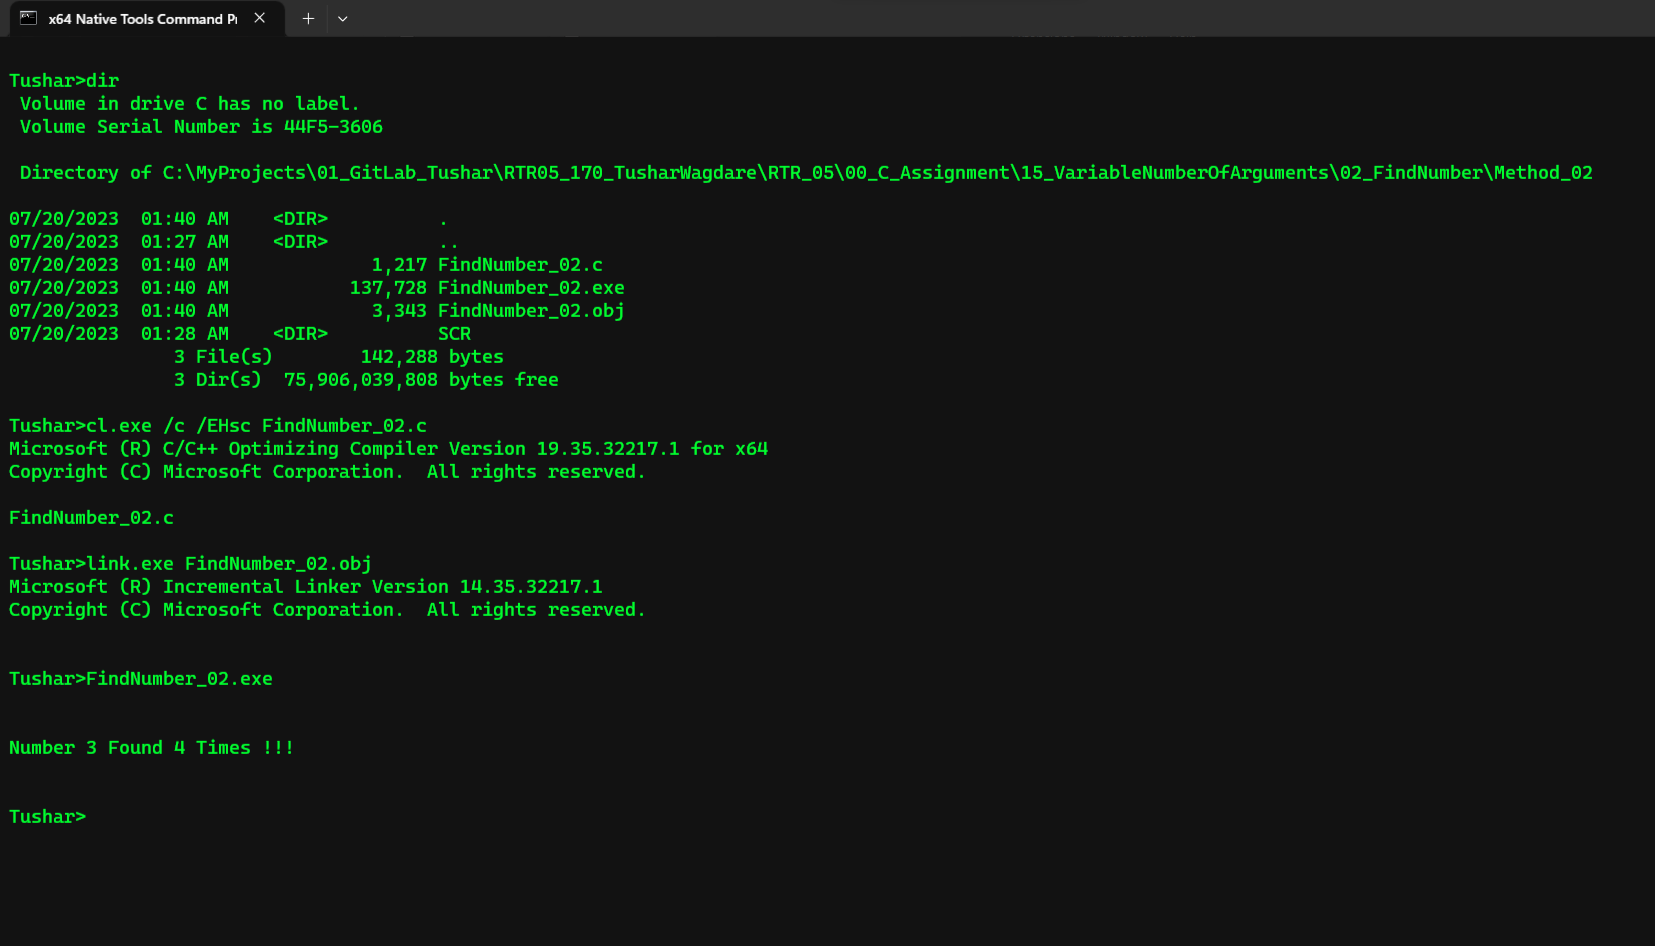 x64 Native Tools Command Pr
Tushar>dir
Volume in drive C has no label.
Volume Serial Number is 44F5-3606
Directory of C:\MyProjects\01_GitLab_Tushar\RTR05_170_TusharWagdare\RTR_05\00_C_Assignment\15_VariableNumberOfArguments\02_FindNumber\Method_02
07/20/2023  01:40 AM    <DIR>          .
07/20/2023  01:27 AM    <DIR>          ..
07/20/2023  01:40 AM             1,217 FindNumber_02.c
07/20/2023  01:40 AM           137,728 FindNumber_02.exe
07/20/2023  01:40 AM             3,343 FindNumber_02.obj
07/20/2023  01:28 AM    <DIR>          SCR
3 File(s)        142,288 bytes
3 Dir(s)  75,906,039,808 bytes free
Tushar>cl.exe /c /EHsc FindNumber_02.c
Microsoft (R) C/C++ Optimizing Compiler Version 19.35.32217.1 for x64
Copyright (C) Microsoft Corporation.  All rights reserved.
FindNumber_02.c
Tushar>link.exe FindNumber_02.obj
Microsoft (R) Incremental Linker Version 14.35.32217.1
Copyright (C) Microsoft Corporation.  All rights reserved.
Tushar>FindNumber_02.exe
Number 3 Found 4 Times !!!
Tushar>